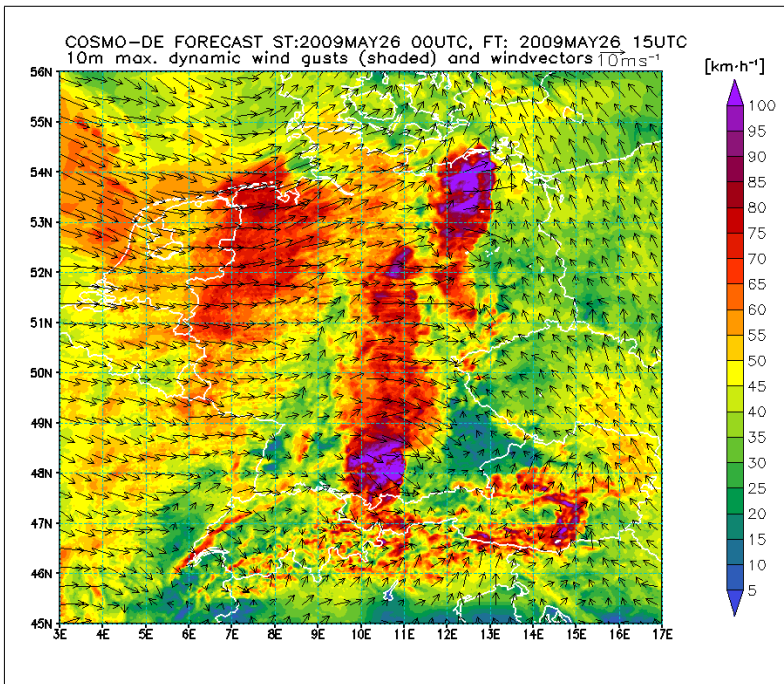 COSMO-DE FORECAST ST:2009MAY26 00UTC, FT: 2009MAY26 15UTC
10m max. dynamic wind gusts (shaded) and windvectors 10ms⁻¹
[km·h⁻¹]
56N
55N
54N
53N
52N
51N
50N
49N
48N
47N
46N
45N
3E 4E 5E 6E 7E 8E 9E 10E 11E 12E 13E 14E 15E 16E 17E
100
95
90
85
80
75
70
65
60
55
50
45
40
35
30
25
20
15
10
5